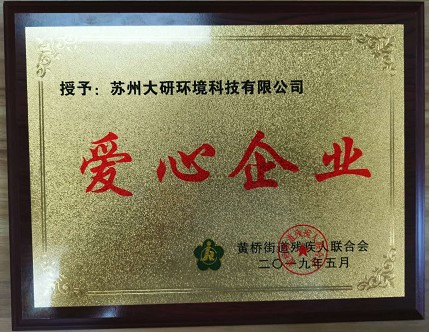 授予：苏州大研环境科技有限公司
爱心企业
黄桥街道残疾人联合会
二〇一九年五月